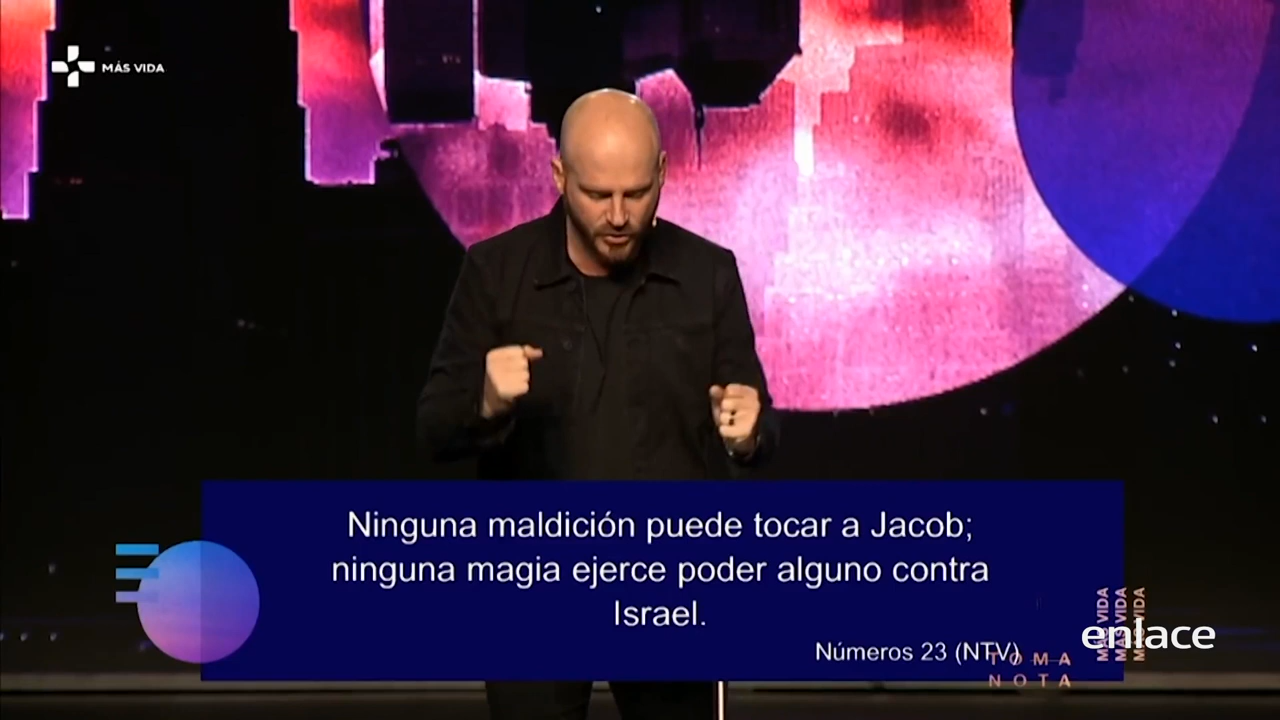 MÁS VIDA
Ninguna maldición puede tocar a Jacob;
ninguna magia ejerce poder alguno contra
Israel.
Números 23 (NTV)
TOMA
NOTA
MÁS VIDA
MÁS VIDA
MÁS VIDA
enlace